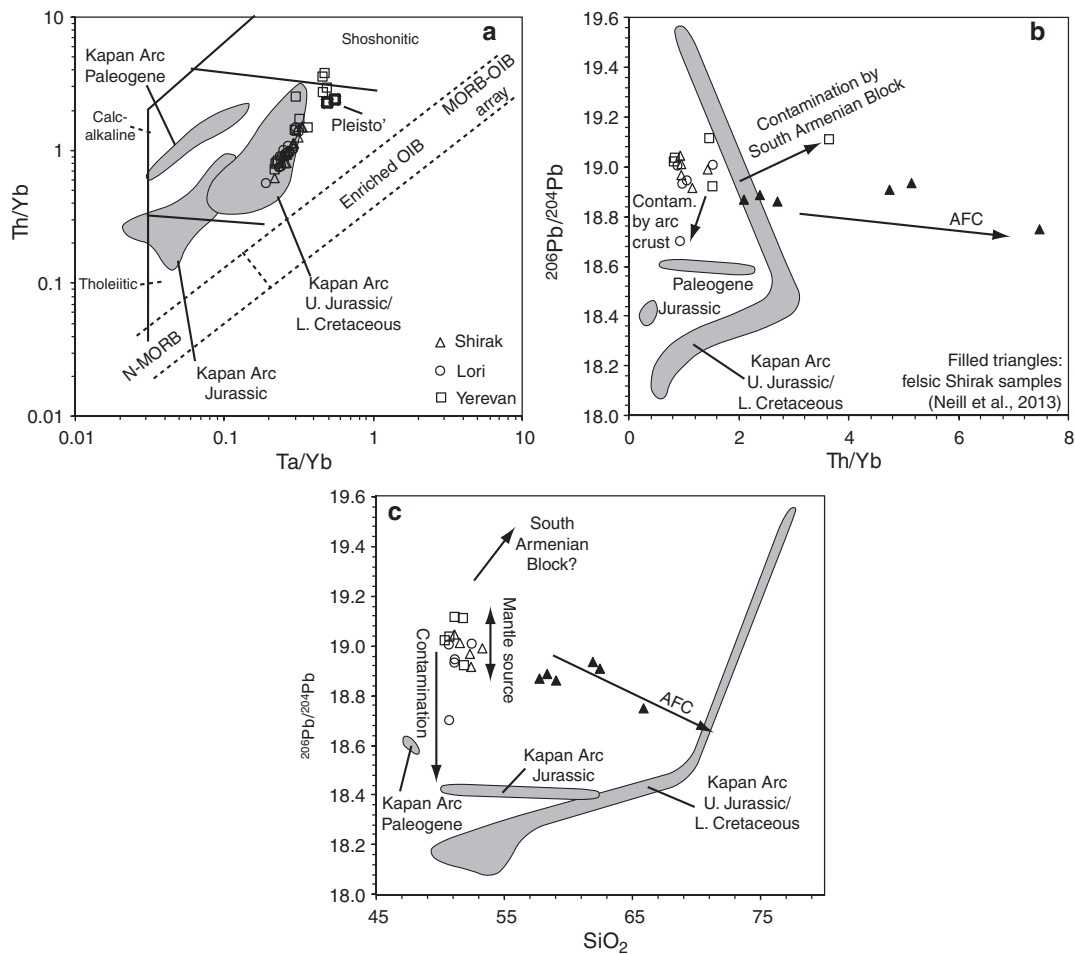 10
1
0.1
0.01
Th/Yb
0.01
0.1
1
10
Ta/Yb
a
Shoshonitic
Kapan Arc
Paleogene
Calc-
alkaline
MORB-OIB
array
Pleisto'
Enriched OIB
Tholeiitic
N-MORB
Kapan Arc
U. Jurassic/
L. Cretaceous
Kapan Arc
Jurassic
Shirak
Lori
Yerevan
19.6
19.4
19.2
19.0
18.8
18.6
18.4
18.2
18.0
206Pb/204Pb
0
2
4
6
8
Th/Yb
b
Contamination by
South Armenian Block
Contam.
by arc
crust
AFC
Paleogene
Jurassic
Kapan Arc
U. Jurassic/
L. Cretaceous
Filled triangles:
felsic Shirak samples
(Neill et al., 2013)
19.6
19.4
19.2
19.0
18.8
18.6
18.4
18.2
18.0
206Pb/204Pb
45
55
65
75
SiO2
c
South
Armenian
Block?
Mantle source
Contamination
AFC
Kapan Arc
Jurassic
Kapan Arc
Paleogene
Kapan Arc
U. Jurassic/
L. Cretaceous